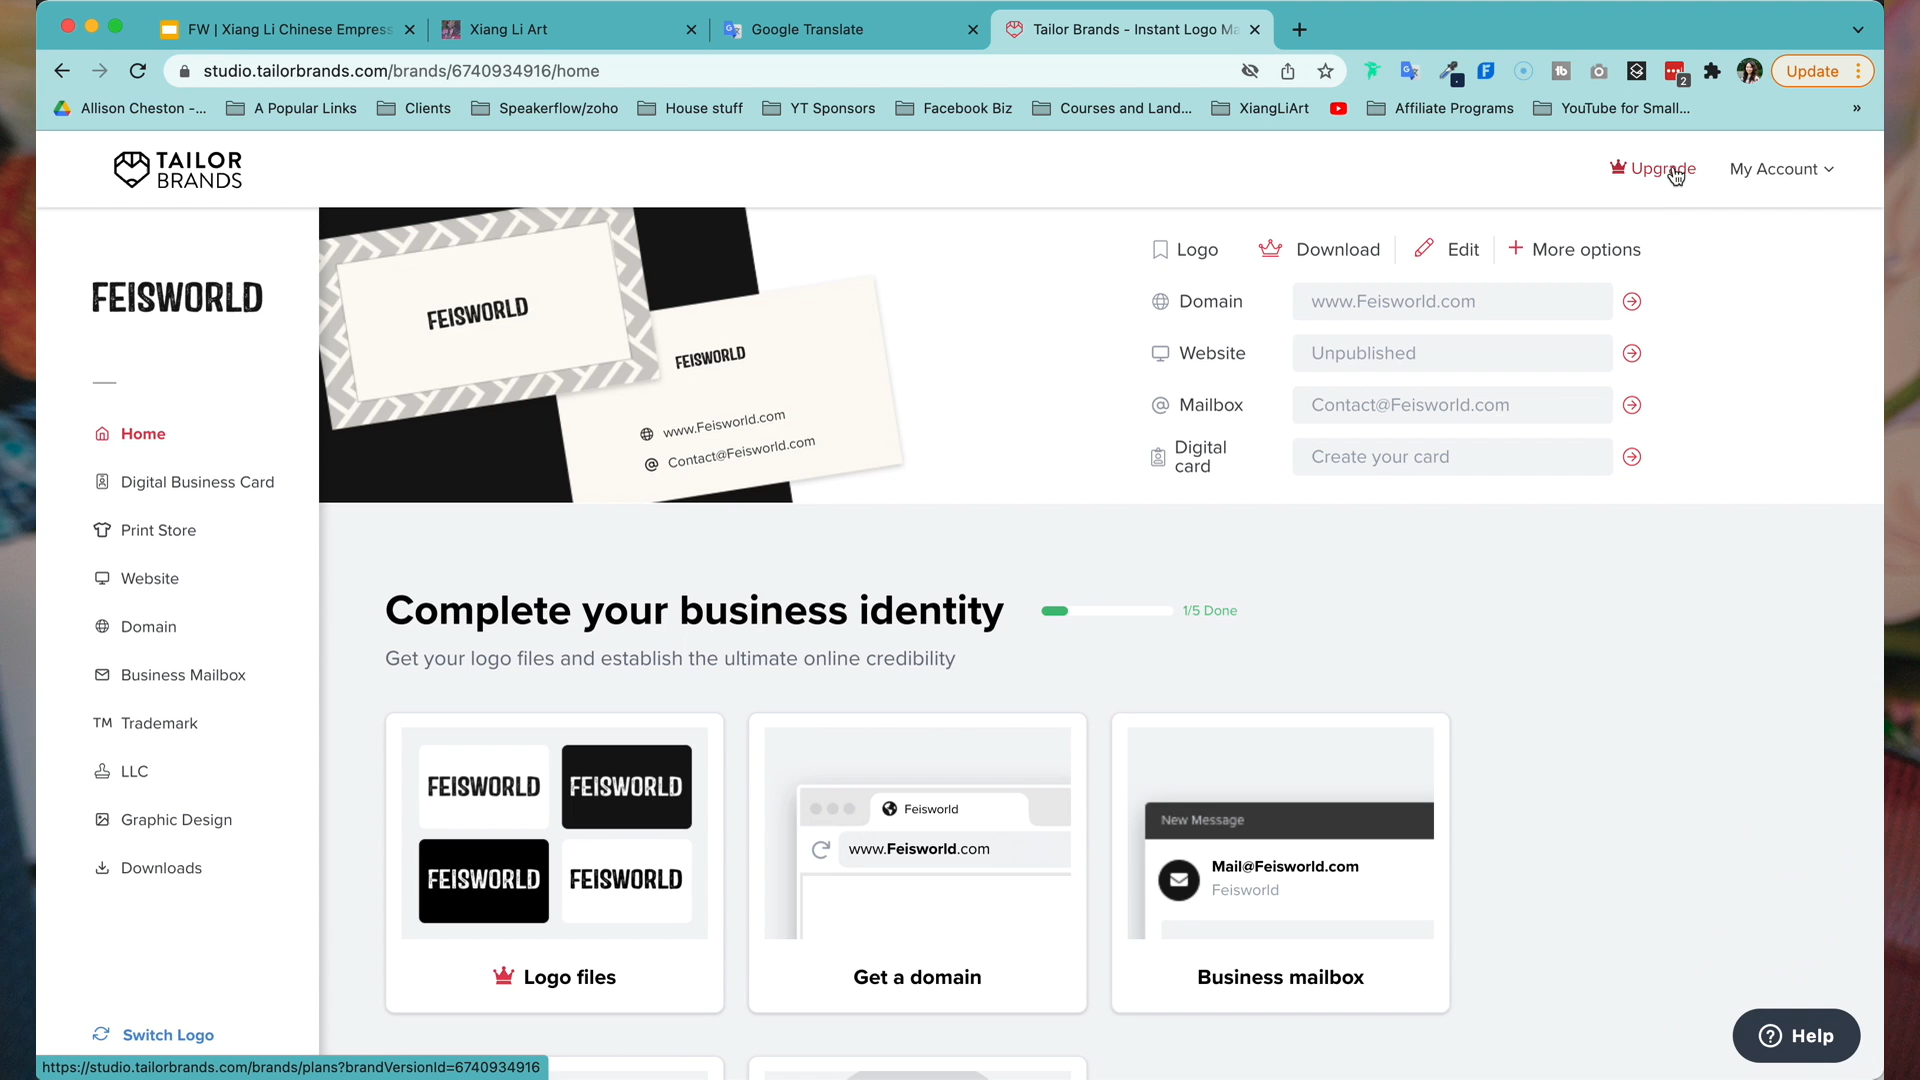 FW | Xiang Li Chinese Empress
Xiang Li Art
Google Translate
Tailor Brands - Instant Logo Ma
studio.tailorbrands.com/brands/6740934916/home
2
Update
Allison Cheston -...
A Popular Links
Clients
Speakerflow/zoho
House stuff
YT Sponsors
Facebook Biz
Courses and Land...
XiangLiArt
Affiliate Programs
YouTube for Small...
»
TAILOR
BRANDS
Upgrade
My Account
FEISWORLD
Home
Digital Business Card
Print Store
Website
Domain
Business Mailbox
TM Trademark
LLC
Graphic Design
Downloads
Switch Logo
FEISWORLD
FEISWORLD
www.Feisworld.com
Contact@Feisworld.com
Logo
Download
Edit
+ More options
Domain
www.Feisworld.com
Website
Unpublished
Mailbox
Contact@Feisworld.com
Digital
card
Create your card
Complete your business identity
1/5 Done
Get your logo files and establish the ultimate online credibility
FEISWORLD
FEISWORLD
FEISWORLD
FEISWORLD
Logo files
Feisworld
www.Feisworld.com
Get a domain
New Message
Mail@Feisworld.com
Feisworld
Business mailbox
Help
https://studio.tailorbrands.com/brands/plans?brandVersionId=6740934916